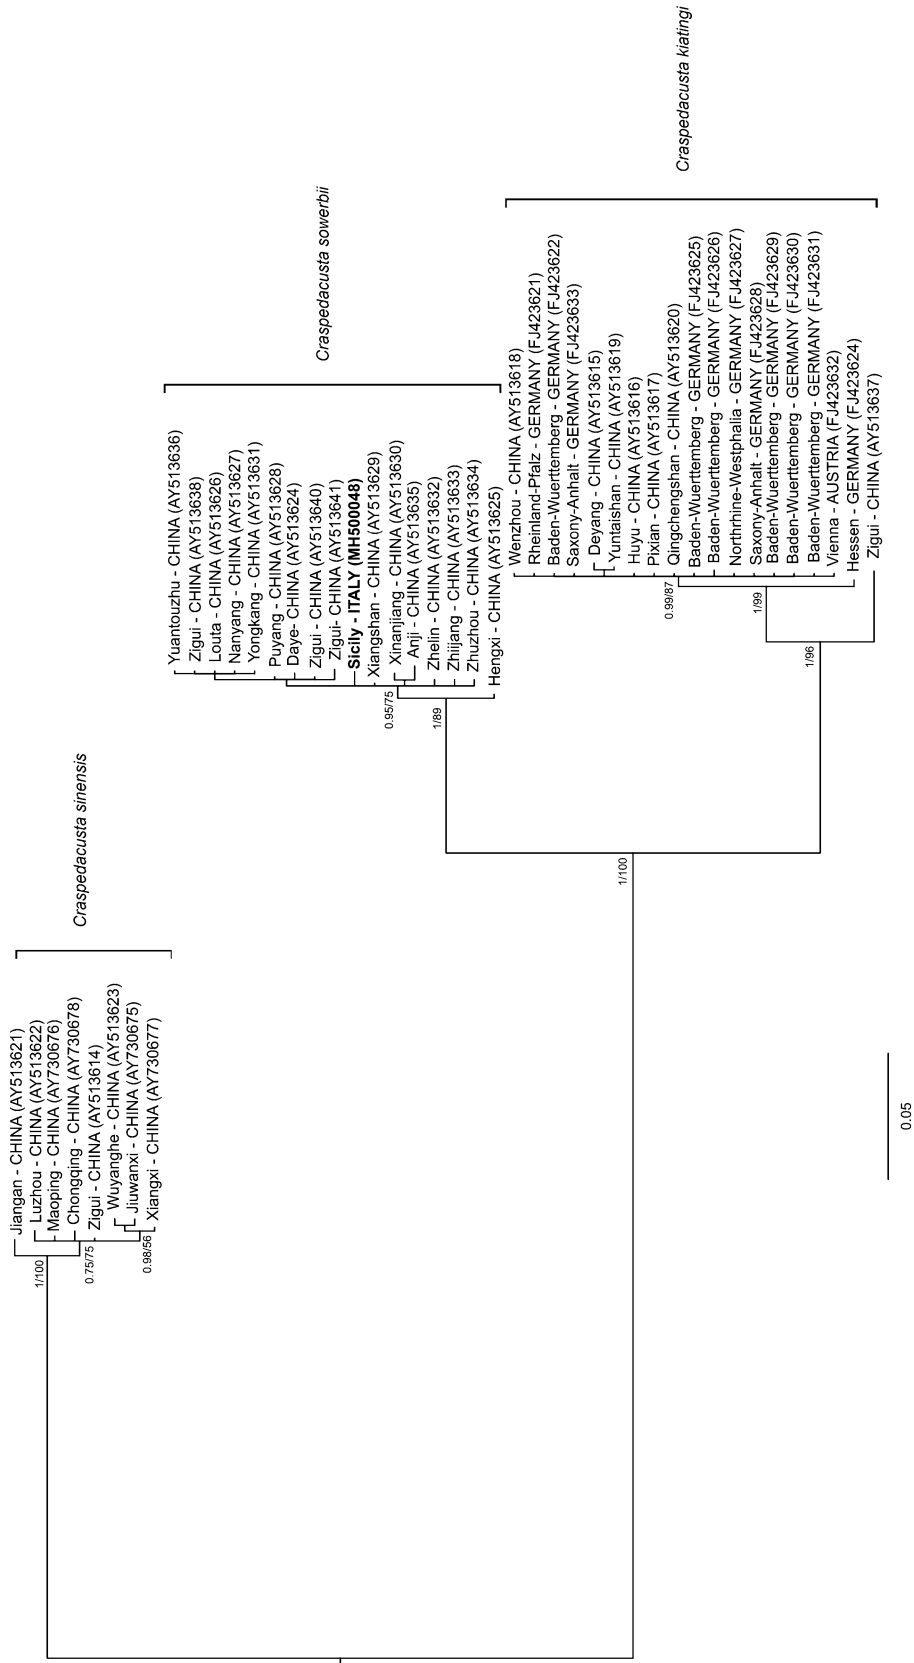 Jiangan - CHINA (AY513621)
Luzhou - CHINA (AY513622)
Maoping - CHINA (AY730676)
Chongqing - CHINA (AY730678)
Zigui - CHINA (AY513614)
Wuyanghe - CHINA (AY513623)
Jiuwanxi - CHINA (AY730675)
Xiangxi - CHINA (AY730677)
1/100
0.75/75
0.98/56
Craspedacusta sinensis
Yuantouzhu - CHINA (AY513636)
Zigui - CHINA (AY513638)
Louta - CHINA (AY513626)
Nanyang - CHINA (AY513627)
Yongkang - CHINA (AY513631)
Puyang - CHINA (AY513628)
Daye- CHINA (AY513624)
Zigui - CHINA (AY513640)
Zigui- CHINA (AY513641)
Sicily - ITALY (MH500048)
Xiangshan - CHINA (AY513629)
Xinanjiang - CHINA (AY513630)
Anji - CHINA (AY513635)
Zhelin - CHINA (AY513632)
Zhijiang - CHINA (AY513633)
Zhuzhou - CHINA (AY513634)
Hengxi - CHINA (AY513625)
0.95/75
1/89
Craspedacusta sowerbii
Wenzhou - CHINA (AY513618)
Rheinland-Pfalz - GERMANY (FJ423621)
Baden-Wuerttemberg - GERMANY (FJ423622)
Saxony-Anhalt - GERMANY (FJ423633)
Deyang - CHINA (AY513615)
Yuntaishan - CHINA (AY513619)
Huyu - CHINA (AY513616)
Pixian - CHINA (AY513617)
Qingchengshan - CHINA (AY513620)
Baden-Wuerttemberg - GERMANY (FJ423625)
Baden-Wuerttemberg - GERMANY (FJ423626)
Northrhine-Westphalia - GERMANY (FJ423627)
Saxony-Anhalt - GERMANY (FJ423628)
Baden-Wuerttemberg - GERMANY (FJ423629)
Baden-Wuerttemberg - GERMANY (FJ423630)
Baden-Wuerttemberg - GERMANY (FJ423631)
Vienna - AUSTRIA (FJ423632)
Hessen - GERMANY (FJ423624)
Zigui - CHINA (AY513637)
0.99/87
1/99
1/96
1/100
Craspedacusta kiatingi
0.05